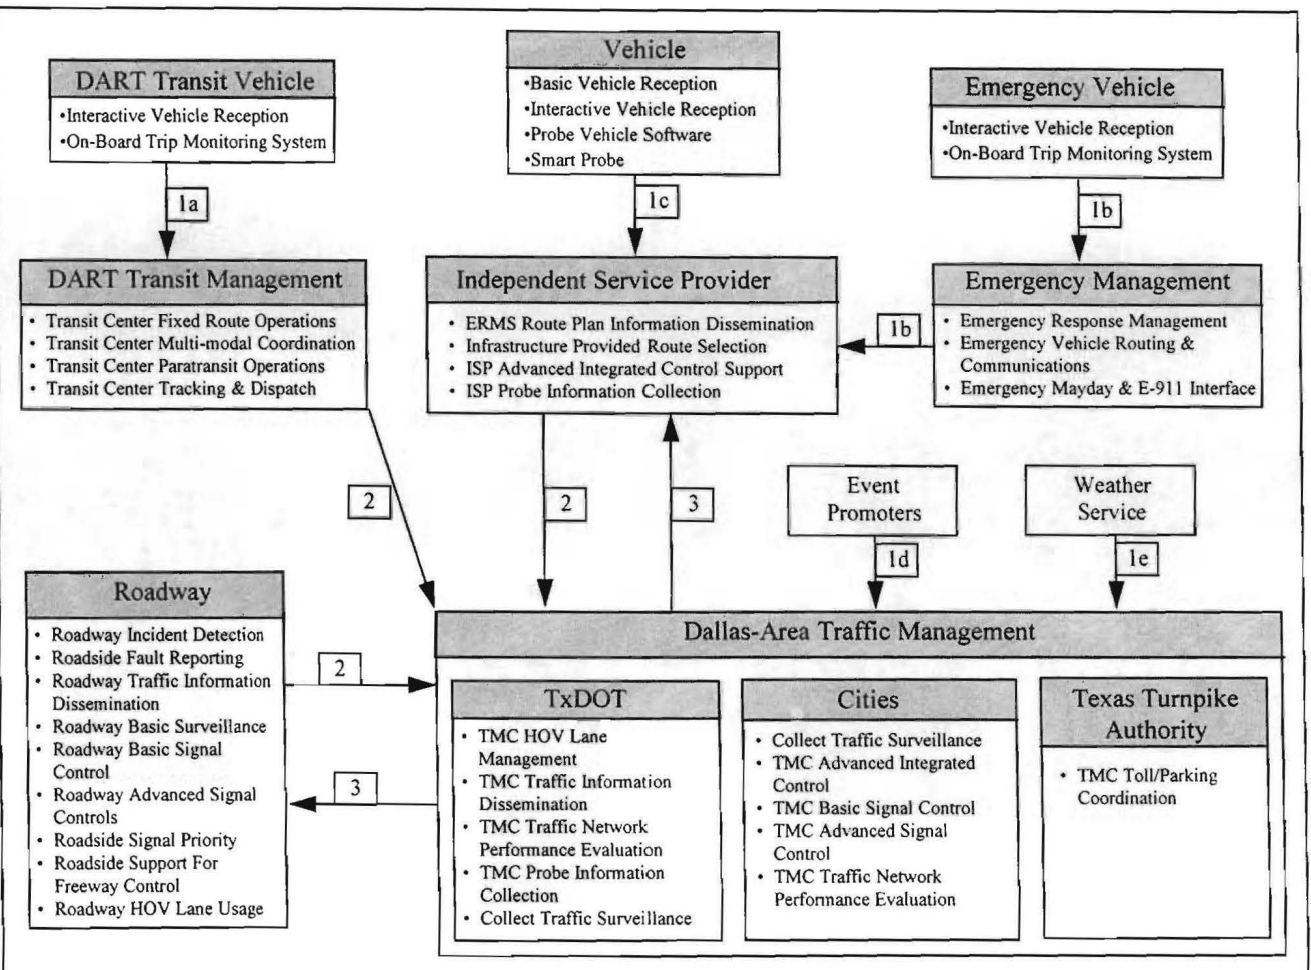 DART Transit Vehicle
•Interactive Vehicle Reception
•On-Board Trip Monitoring System
Vehicle
•Basic Vehicle Reception
•Interactive Vehicle Reception
•Probe Vehicle Software
•Smart Probe
Emergency Vehicle
•Interactive Vehicle Reception
•On-Board Trip Monitoring System
1a
1c
1b
DART Transit Management
• Transit Center Fixed Route Operations
• Transit Center Multi-modal Coordination
• Transit Center Paratransit Operations
• Transit Center Tracking & Dispatch
Independent Service Provider
• ERMS Route Plan Information Dissemination
• Infrastructure Provided Route Selection
• ISP Advanced Integrated Control Support
• ISP Probe Information Collection
1b
Emergency Management
• Emergency Response Management
• Emergency Vehicle Routing &
Communications
• Emergency Mayday & E-911 Interface
2
2
3
Event
Promoters
Weather
Service
1d
1e
Roadway
• Roadway Incident Detection
• Roadside Fault Reporting
• Roadway Traffic Information
Dissemination
• Roadway Basic Surveillance
• Roadway Basic Signal
Control
• Roadway Advanced Signal
Controls
• Roadside Signal Priority
• Roadside Support For
Freeway Control
• Roadway HOV Lane Usage
2
3
Dallas-Area Traffic Management
TxDOT
• TMC HOV Lane
Management
• TMC Traffic Information
Dissemination
• TMC Traffic Network
Performance Evaluation
• TMC Probe Information
Collection
• Collect Traffic Surveillance
Cities
• Collect Traffic Surveillance
• TMC Advanced Integrated
Control
• TMC Basic Signal Control
• TMC Advanced Signal
Control
• TMC Traffic Network
Performance Evaluation
Texas Turnpike
Authority
• TMC Toll/Parking
Coordination